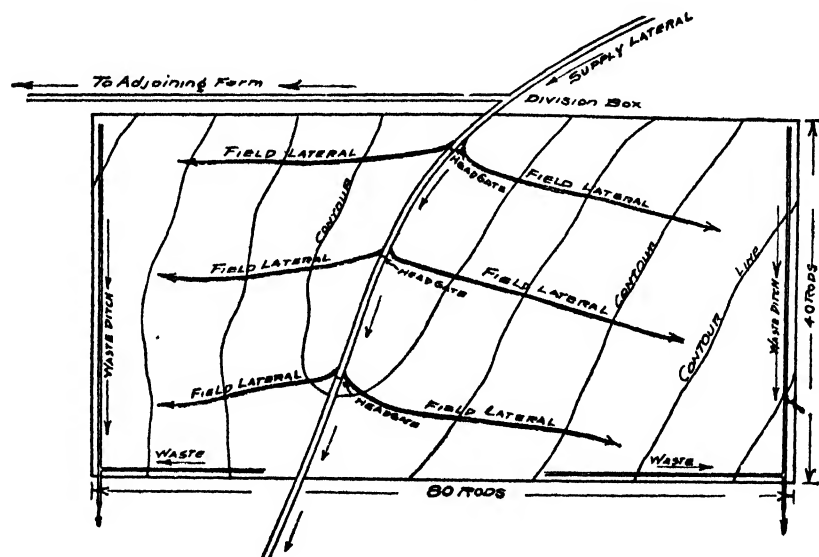 SUPPLY LATERAL
To Adjoining Farm
Division Box
FIELD LATERAL
HEADGATE
FIELD LATERAL
CONTOUR
FIELD LATERAL
HEADGATE
FIELD LATERAL
CONTOUR
CONTOUR LINE
WASTE DITCH
WASTE DITCH
40 RODS
FIELD LATERAL
HEADGATE
FIELD LATERAL
WASTE
WASTE
80 RODS